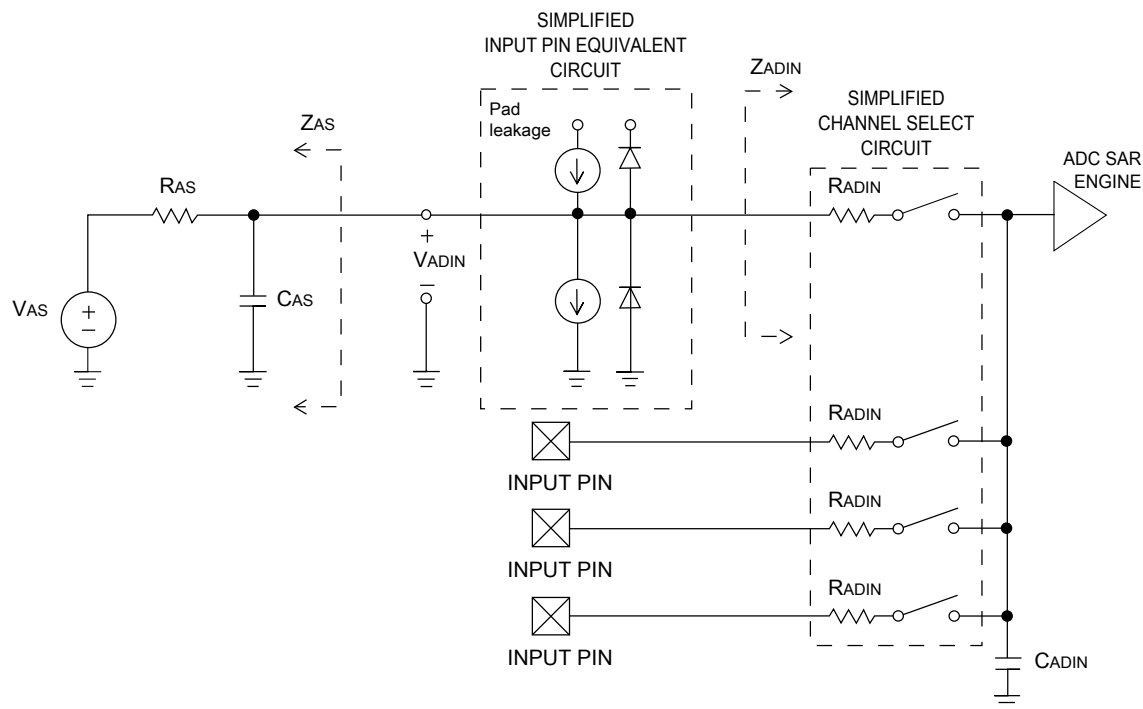 SIMPLIFIED
INPUT PIN EQUIVALENT
CIRCUIT
ZADIN
SIMPLIFIED
CHANNEL SELECT
CIRCUIT
Pad
leakage
ZAS
ADC SAR
ENGINE
RAS
RADIN
+
VADIN
−
CAS
VAS
+
−
RADIN
INPUT PIN
RADIN
INPUT PIN
RADIN
INPUT PIN
CADIN